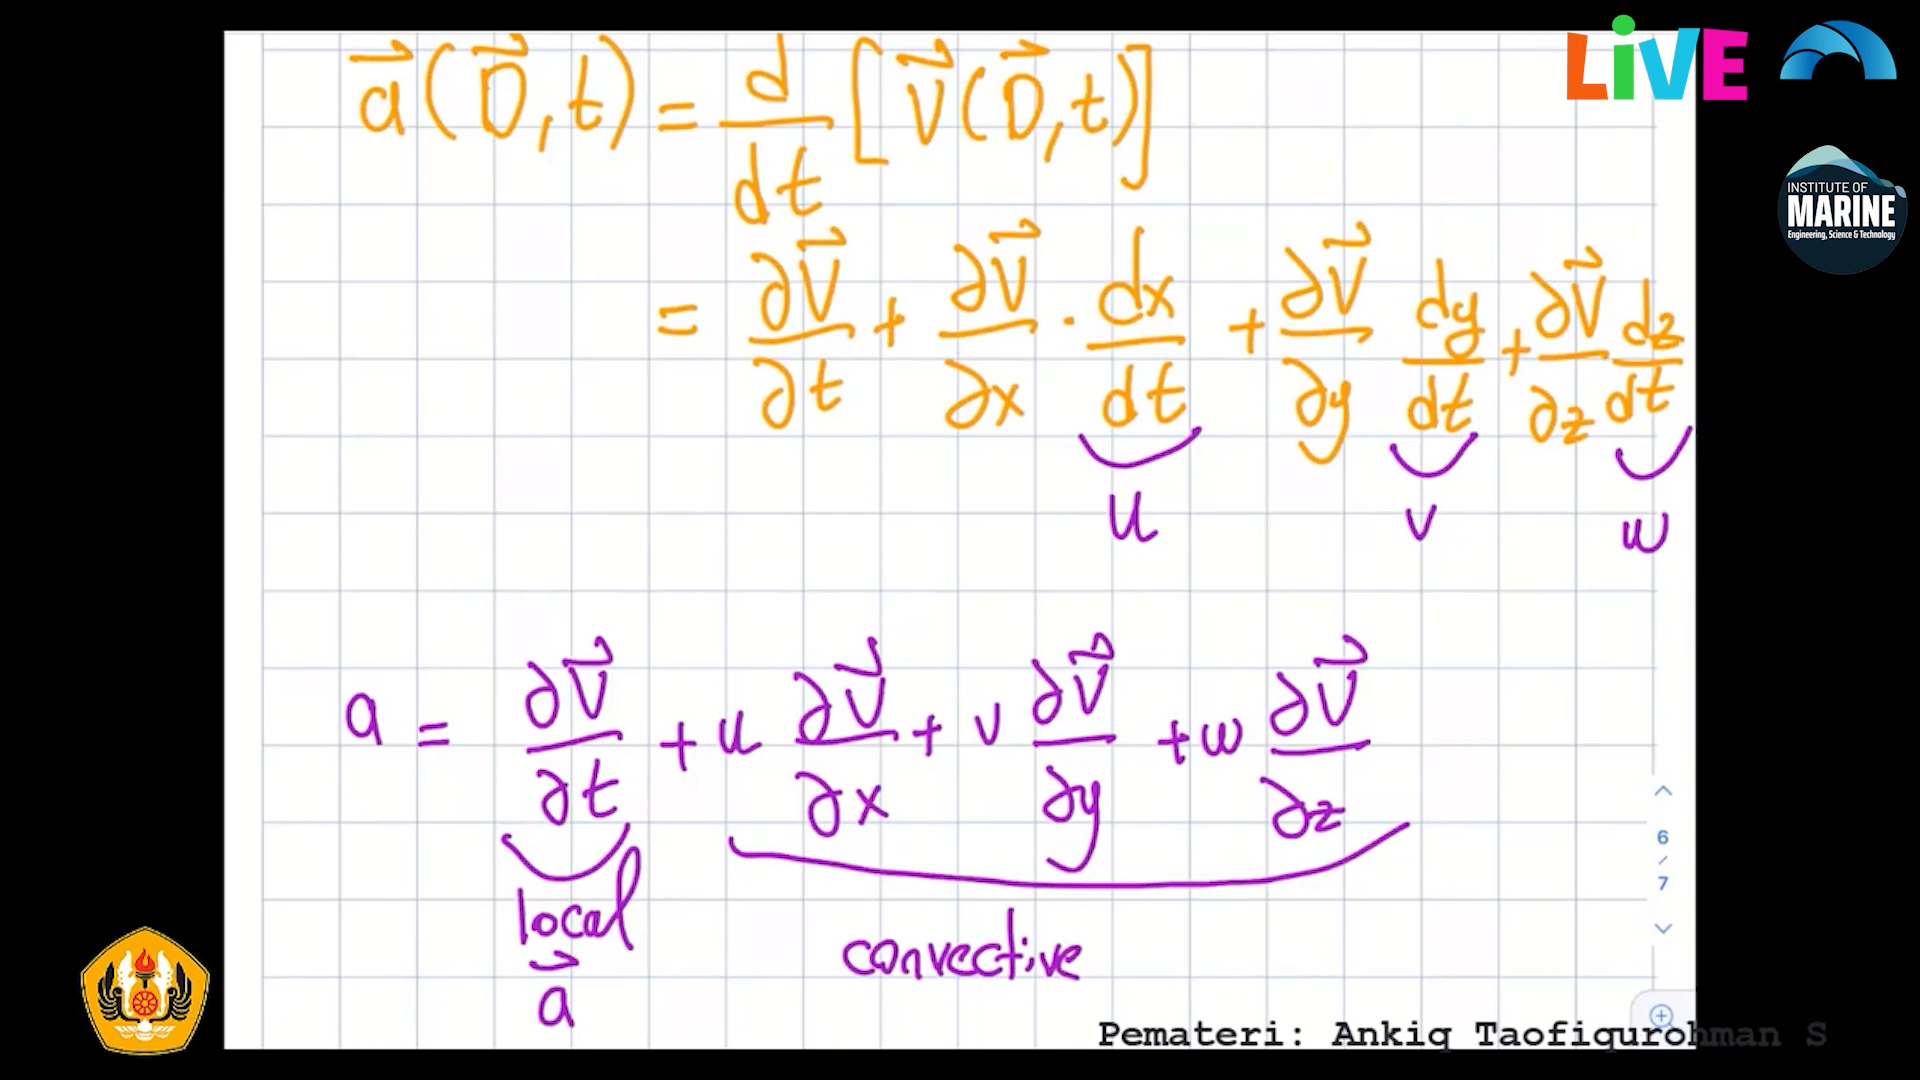 LiVE
INSTITUTE OF
MARINE
Engineering, Science & Technology
a⃗(D⃗,t) = d/dt [V⃗(D⃗,t)]
= ∂V⃗/∂t + ∂V⃗/∂x · dx/dt + ∂V⃗/∂y dy/dt + ∂V⃗/∂z dz/dt
u v w
a = ∂V⃗/∂t + u ∂V⃗/∂x + v ∂V⃗/∂y + w ∂V⃗/∂z
local
a⃗
convective
6
/
7
Pemateri: Ankiq Taofiqurohman S